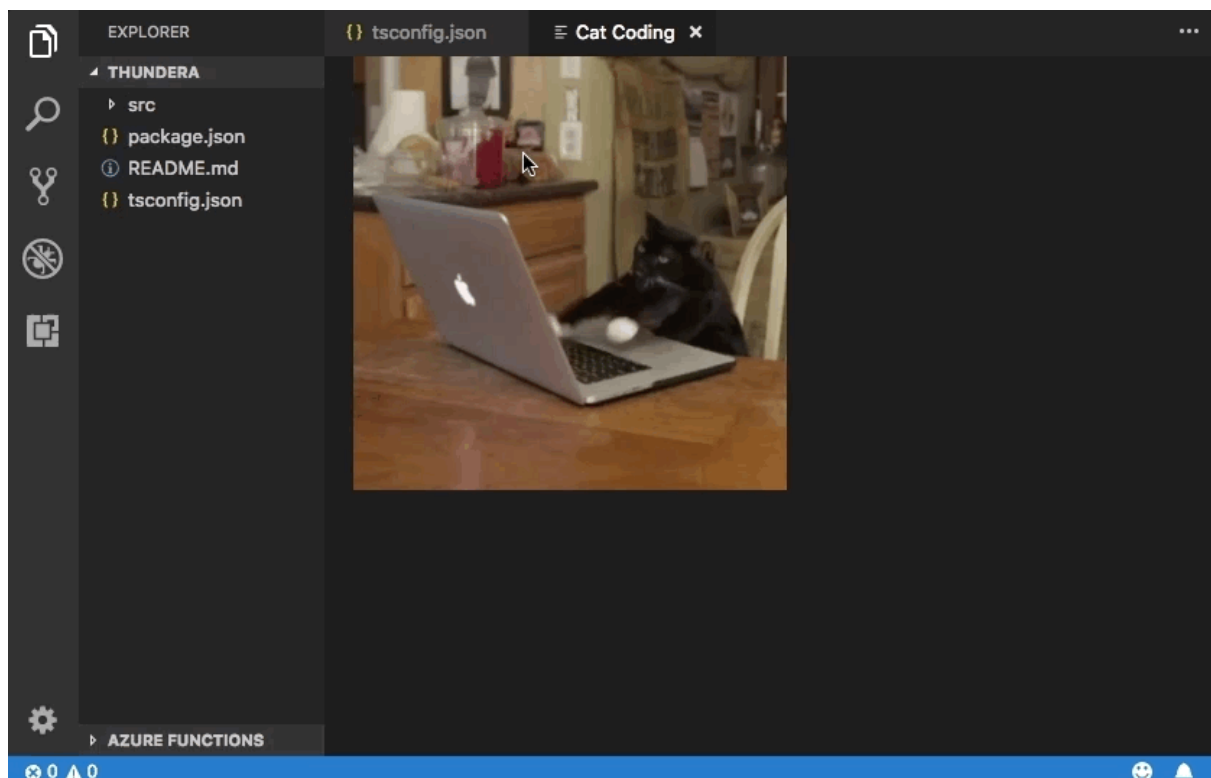 EXPLORER
THUNDERA
src
package.json
README.md
tsconfig.json
AZURE FUNCTIONS
tsconfig.json
Cat Coding
0 0